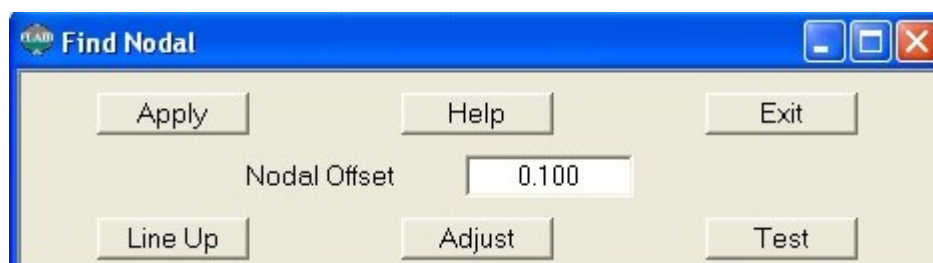 Find Nodal
Apply Help Exit
Nodal Offset 0.100
Line Up Adjust Test